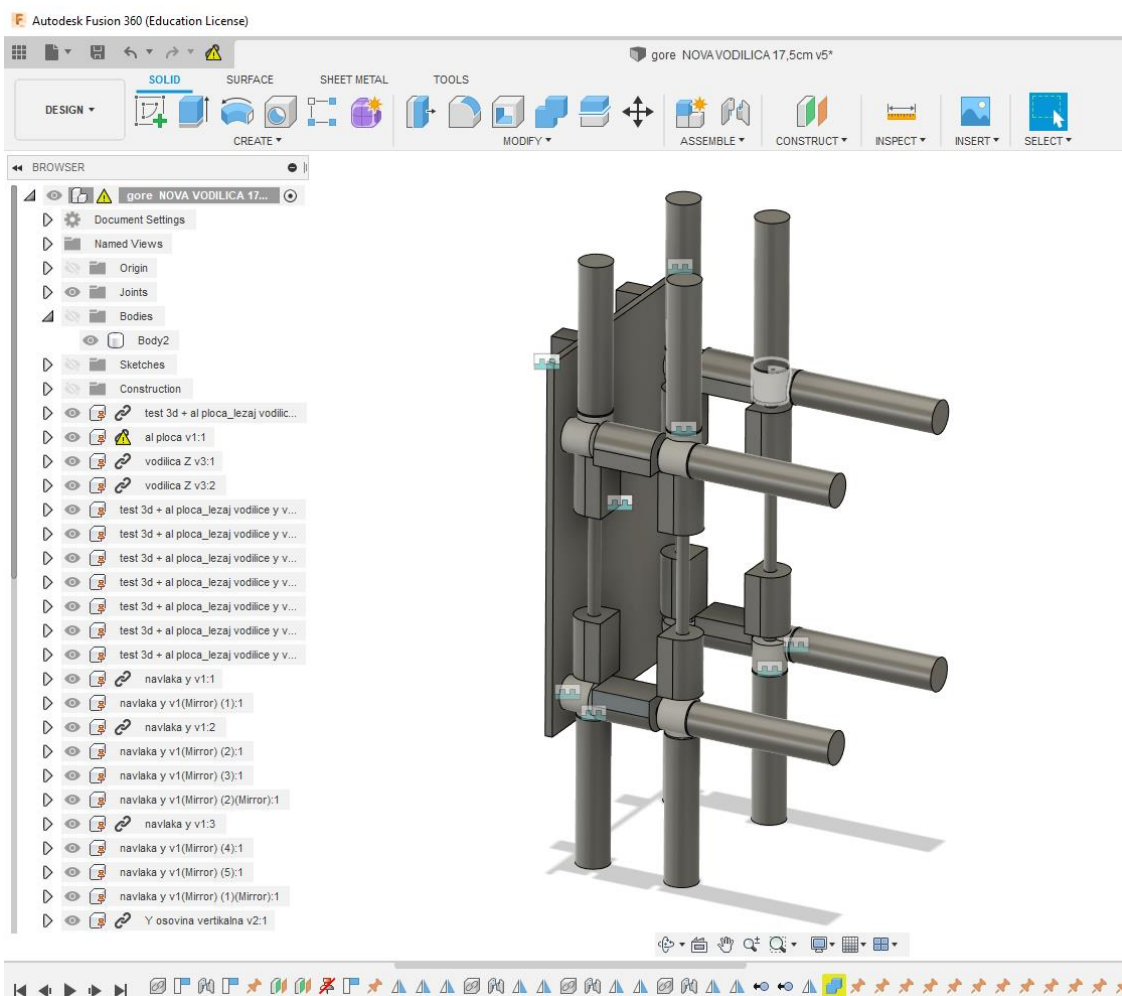 F Autodesk Fusion 360 (Education License)
gore NOVA VODILICA 17,5cm v5*
SOLID SURFACE SHEET METAL TOOLS
DESIGN
CREATE MODIFY ASSEMBLE CONSTRUCT INSPECT INSERT SELECT
BROWSER
gore NOVA VODILICA 17...
Document Settings
Named Views
Origin
Joints
Bodies
Body2
Sketches
Construction
test 3d + al ploca_lezaj vodilic...
al ploca v1:1
vodilica Z v3:1
vodilica Z v3:2
test 3d + al ploca_lezaj vodilice y v...
test 3d + al ploca_lezaj vodilice y v...
test 3d + al ploca_lezaj vodilice y v...
test 3d + al ploca_lezaj vodilice y v...
test 3d + al ploca_lezaj vodilice y v...
test 3d + al ploca_lezaj vodilice y v...
test 3d + al ploca_lezaj vodilice y v...
navlaka y v1:1
navlaka y v1(Mirror) (1):1
navlaka y v1:2
navlaka y v1(Mirror) (2):1
navlaka y v1(Mirror) (3):1
navlaka y v1(Mirror) (2)(Mirror):1
navlaka y v1:3
navlaka y v1(Mirror) (4):1
navlaka y v1(Mirror) (5):1
navlaka y v1(Mirror) (1)(Mirror):1
Y osovina vertikalna v2:1